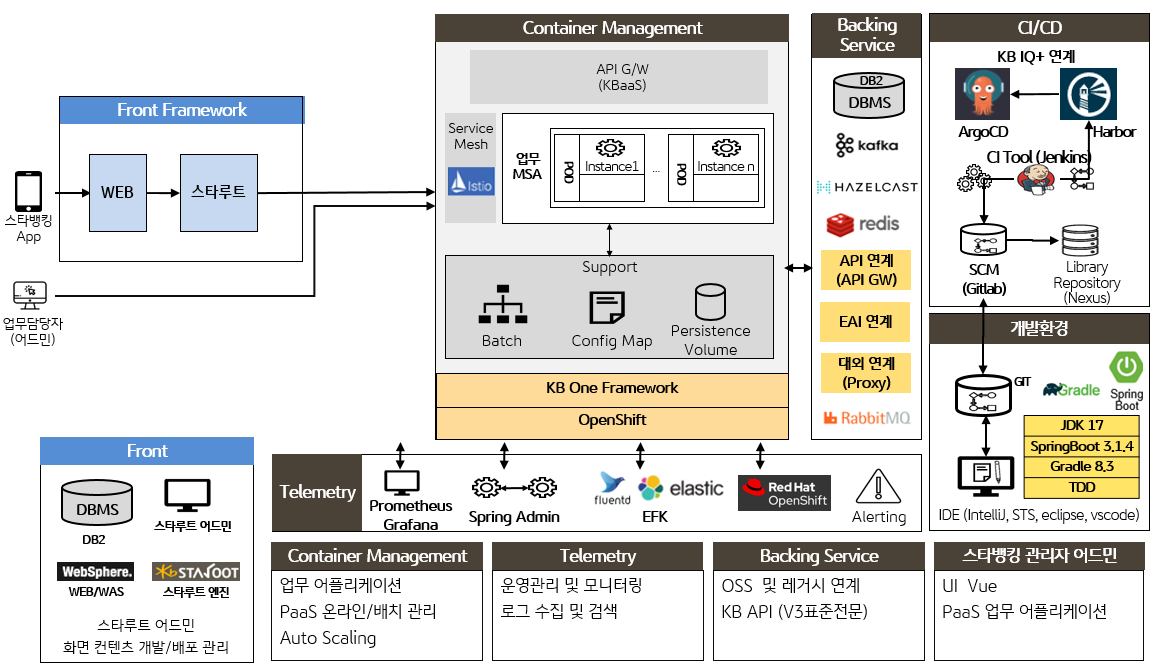 Front Framework
WEB
스타루트
스타뱅킹
App
업무담당자
(어드민)
Container Management
API G/W
(KBaaS)
Service
Mesh
Istio
업무
MSA
POD
Instance1
...
POD
Instance n
Support
Batch
Config Map
Persistence
Volume
KB One Framework
OpenShift
Backing
Service
DB2
DBMS
kafka
HAZELCAST
redis
API 연계
(API GW)
EAI 연계
대외 연계
(Proxy)
RabbitMQ
CI/CD
KB IQ+ 연계
ArgoCD
Harbor
CI Tool (Jenkins)
SCM
(Gitlab)
Library
Repository
(Nexus)
개발환경
GIT
Gradle
Spring
Boot
JDK 17
SpringBoot 3.1.4
Gradle 8.3
TDD
IDE (IntelliJ, STS, eclipse, vscode)
Front
DBMS
DB2
스타루트 어드민
WebSphere.
WEB/WAS
KB STAROOT
스타루트 엔진
스타루트 어드민
화면 컨텐츠 개발/배포 관리
Telemetry
Prometheus
Grafana
Spring Admin
fluentd
elastic
EFK
Red Hat
OpenShift
Alerting
Container Management
업무 어플리케이션
PaaS 온라인/배치 관리
Auto Scaling
Telemetry
운영관리 및 모니터링
로그 수집 및 검색
Backing Service
OSS 및 레거시 연계
KB API (V3표준전문)
스타뱅킹 관리자 어드민
UI Vue
PaaS 업무 어플리케이션